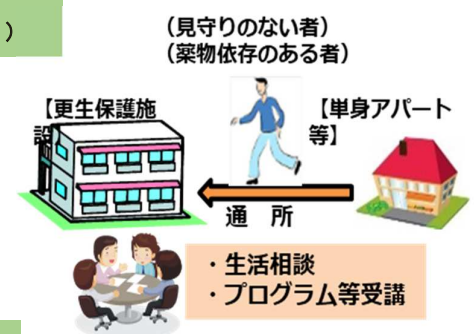 ）
（見守りのない者）
（薬物依存のある者）
【更生保護施
設】
【単身アパート
等】
通 所
・生活相談
・プログラム等受講